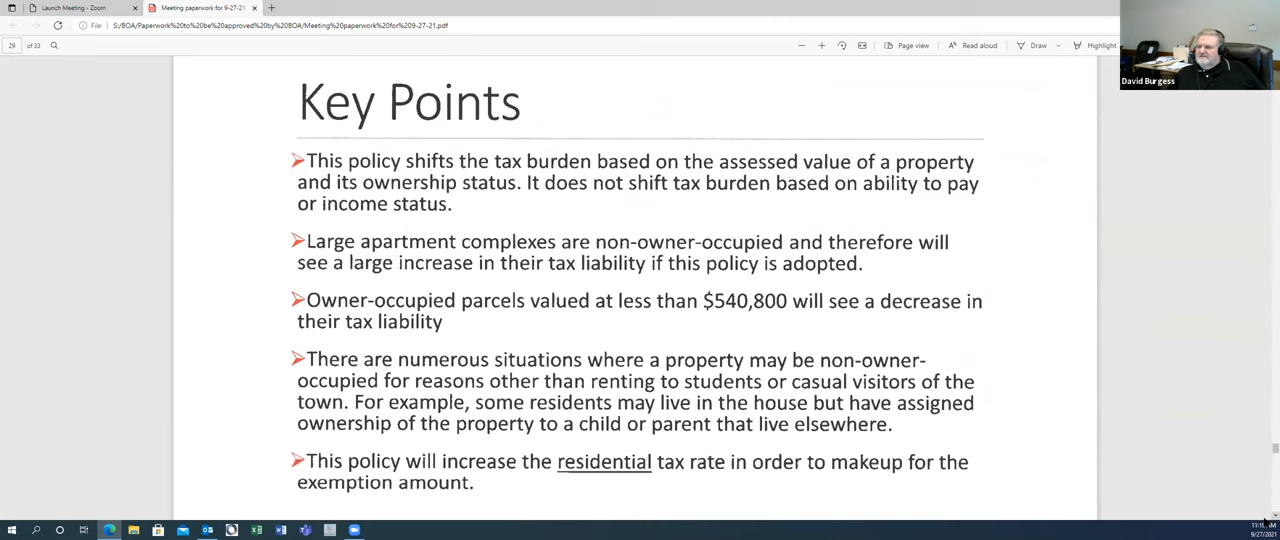 Launch Meeting - Zoom
Meeting paperwork for 9-27-21.
File
S:/BOA/Paperwork%20to%20be%20approved%20by%20BOA/Meeting%20paperwork%20for%209-27-21.pdf
29 of 33
Page view
Read aloud
Draw
Highlight
David Burgess
Key Points
This policy shifts the tax burden based on the assessed value of a property
and its ownership status. It does not shift tax burden based on ability to pay
or income status.
Large apartment complexes are non-owner-occupied and therefore will
see a large increase in their tax liability if this policy is adopted.
Owner-occupied parcels valued at less than $540,800 will see a decrease in
their tax liability
There are numerous situations where a property may be non-owner-
occupied for reasons other than renting to students or casual visitors of the
town. For example, some residents may live in the house but have assigned
ownership of the property to a child or parent that live elsewhere.
This policy will increase the residential tax rate in order to makeup for the
exemption amount.
9/27/2021